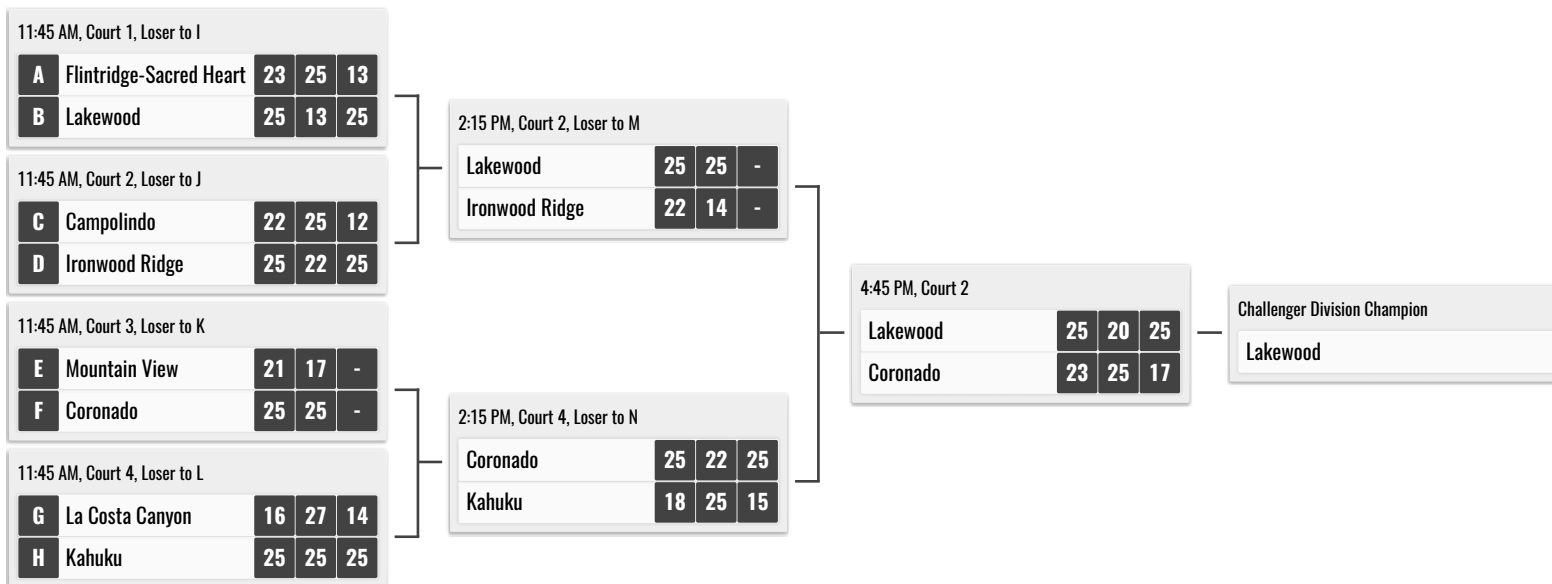 11:45 AM, Court 1, Loser to I
A Flintridge-Sacred Heart 23 25 13
B Lakewood 25 13 25
11:45 AM, Court 2, Loser to J
C Campolindo 22 25 12
D Ironwood Ridge 25 22 25
11:45 AM, Court 3, Loser to K
E Mountain View 21 17 -
F Coronado 25 25 -
11:45 AM, Court 4, Loser to L
G La Costa Canyon 16 27 14
H Kahuku 25 25 25
2:15 PM, Court 2, Loser to M
Lakewood 25 25 -
Ironwood Ridge 22 14 -
2:15 PM, Court 4, Loser to N
Coronado 25 22 25
Kahuku 18 25 15
4:45 PM, Court 2
Lakewood 25 20 25
Coronado 23 25 17
Challenger Division Champion
Lakewood